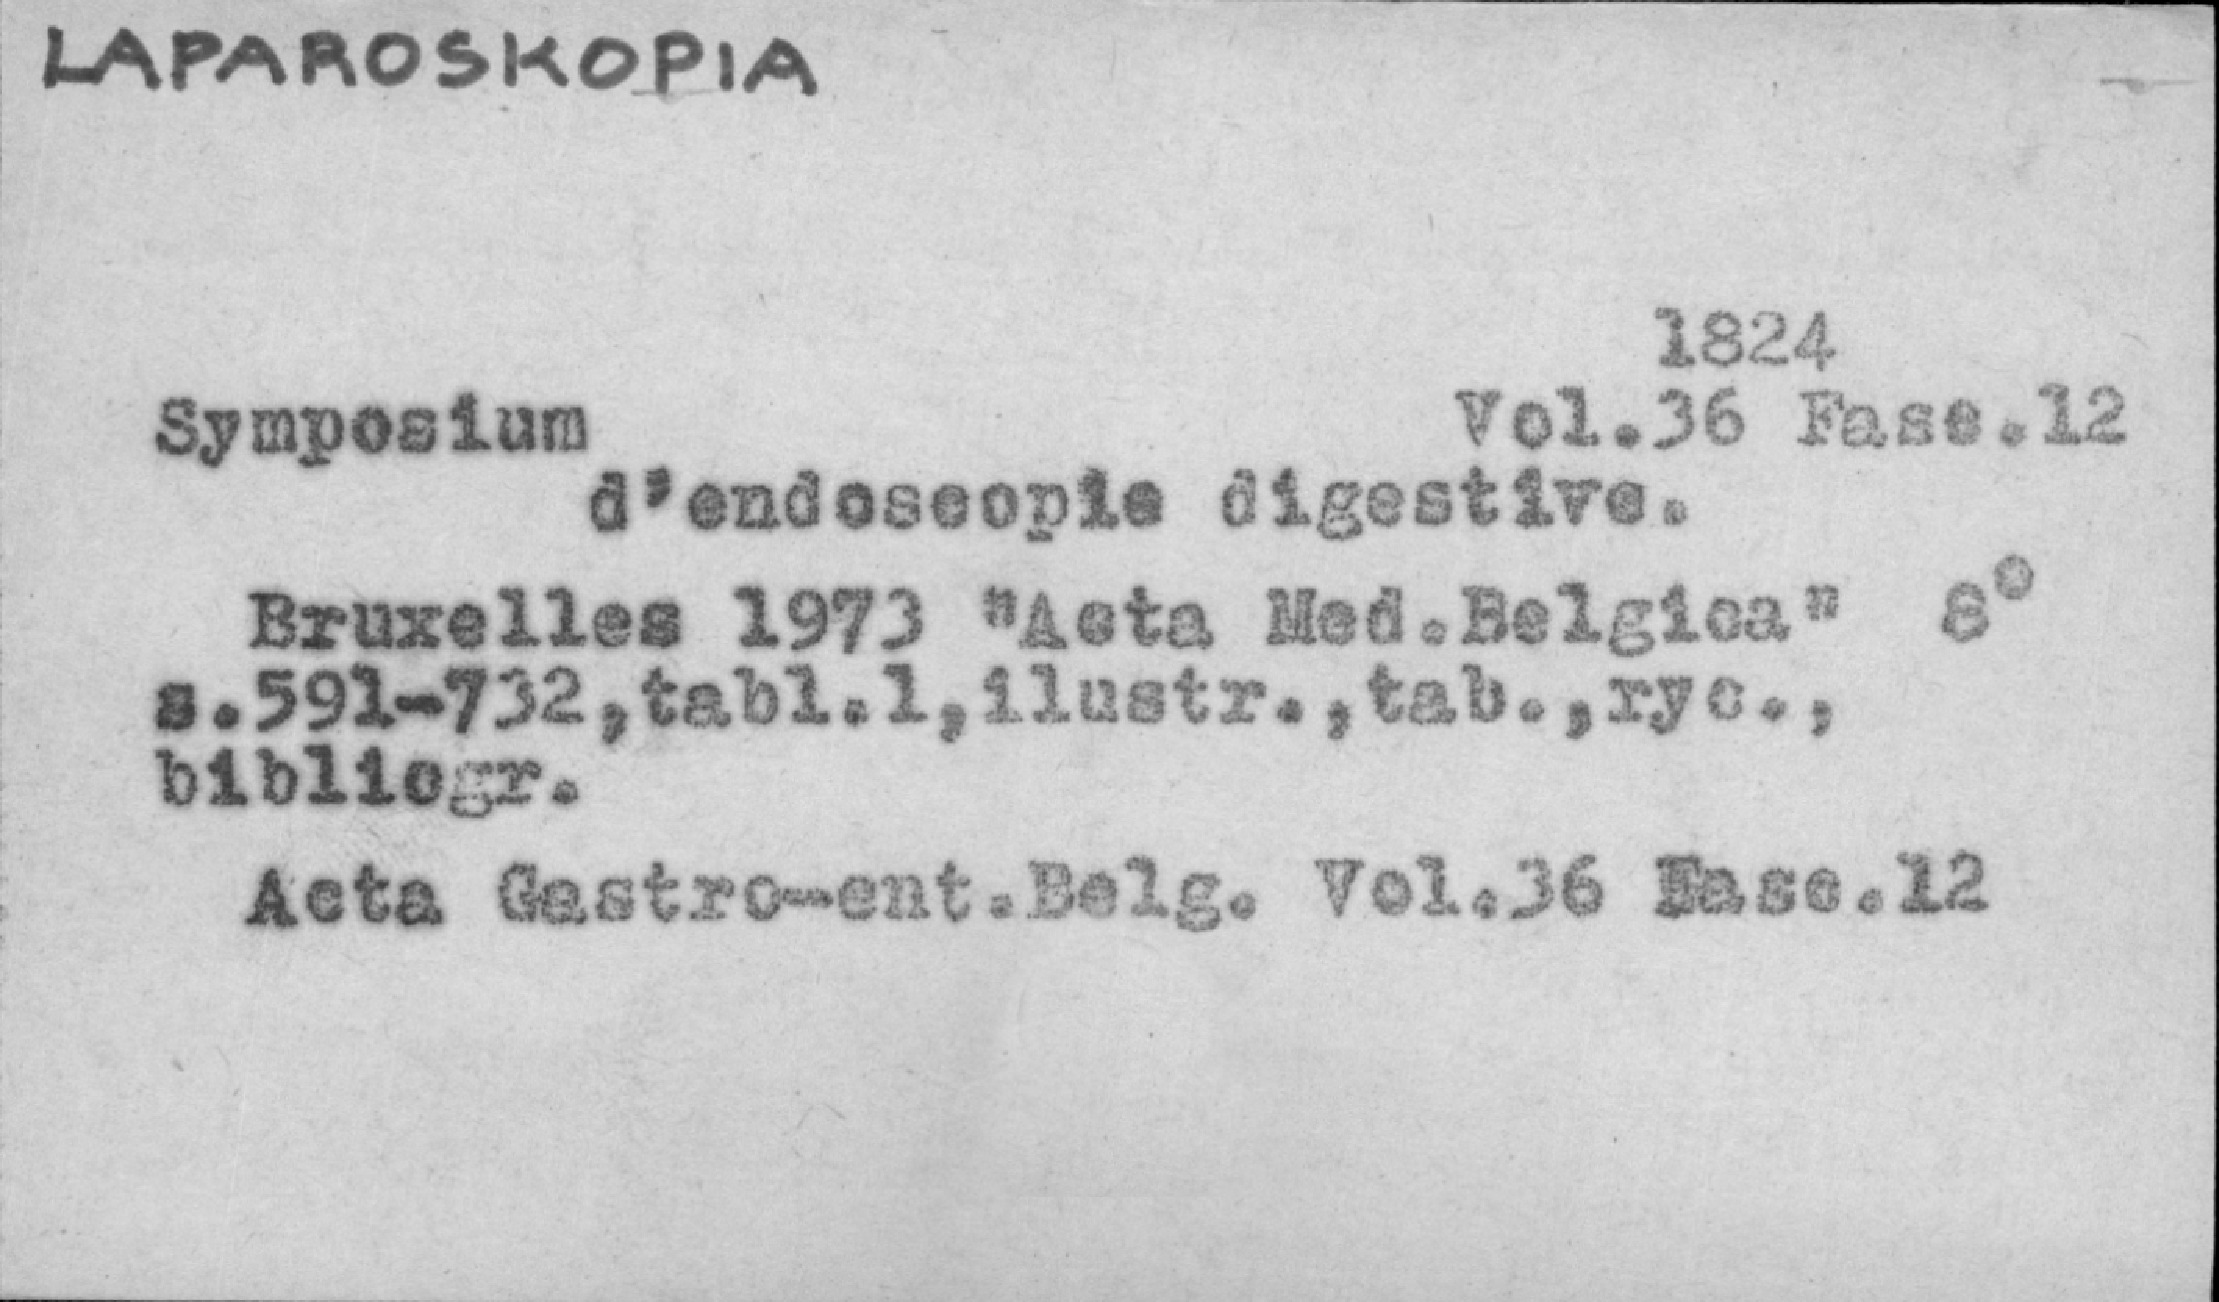 LAPAROSKOPIA
1824
Symposium Vol.36 Fasc.12
d'endoscopie digestive.
Bruxelles 1973 "Acta Med.Belgica" 8°
s.591-732,tabl.1,ilustr.,tab.,ryc.,
bibliogr.
Acta Gastro-ent.Belg. Vol.36 Fasc.12